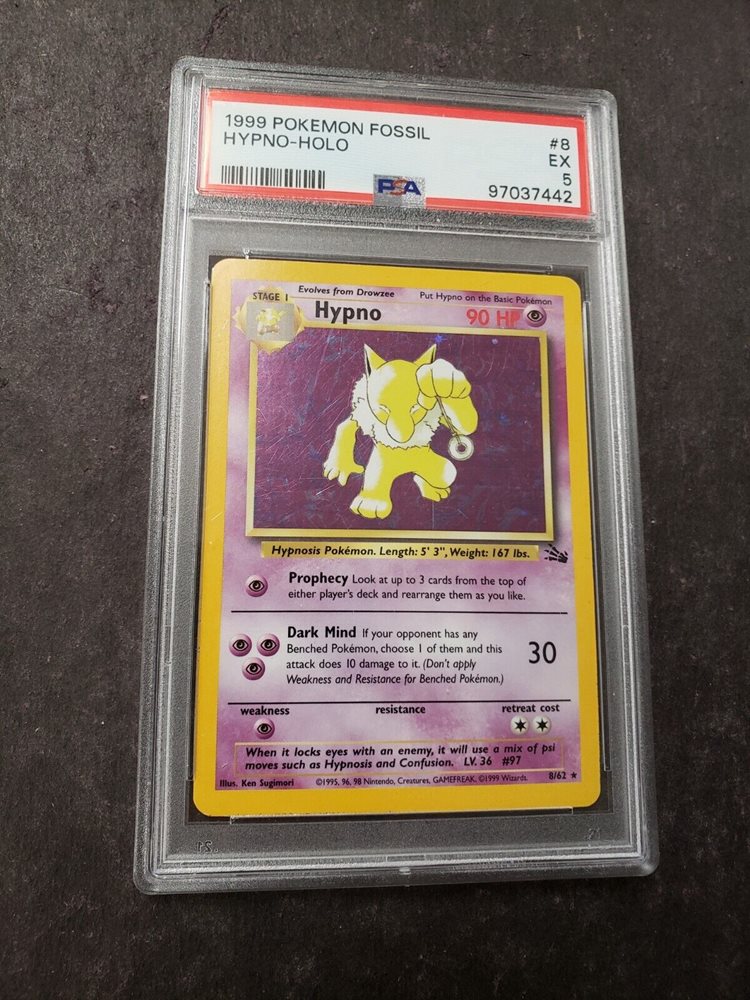 1999 POKEMON FOSSIL #8
HYPNO-HOLO EX
5
PSA 97037442
STAGE 1 Evolves from Drowzee Put Hypno on the Basic Pokémon
Hypno 90 HP
Hypnosis Pokémon. Length: 5' 3", Weight: 167 lbs.
Prophecy Look at up to 3 cards from the top of
either player's deck and rearrange them as you like.
Dark Mind If your opponent has any
Benched Pokémon, choose 1 of them and this
attack does 10 damage to it. (Don't apply
Weakness and Resistance for Benched Pokémon.)
30
weakness resistance retreat cost
When it locks eyes with an enemy, it will use a mix of psi
moves such as Hypnosis and Confusion. LV. 36 #97
Illus. Ken Sugimori ©1995, 96, 98 Nintendo, Creatures, GAMEFREAK. ©1999 Wizards. 8/62 ★